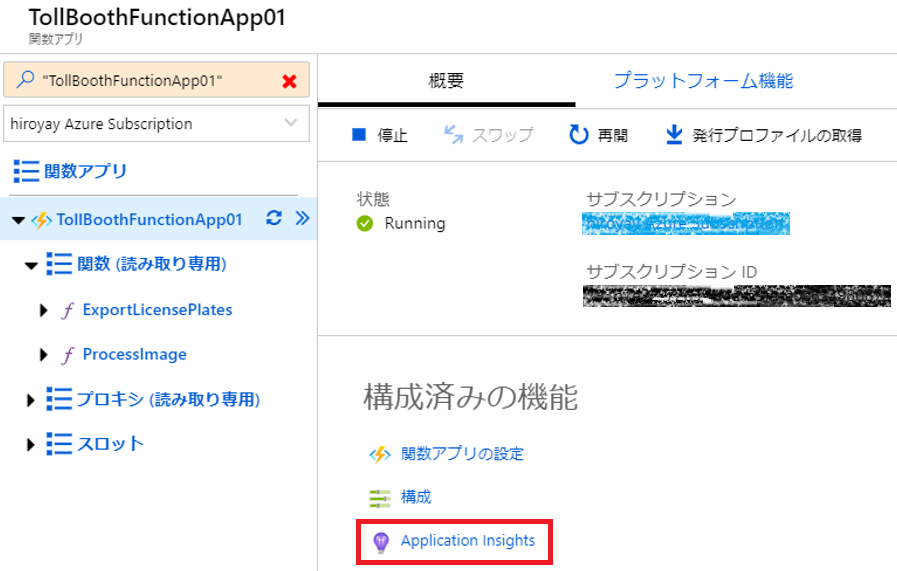 TollBoothFunctionApp01
関数アプリ
"TollBoothFunctionApp01"
hiroyay Azure Subscription
関数アプリ
TollBoothFunctionApp01
関数 (読み取り専用)
ExportLicensePlates
ProcessImage
プロキシ (読み取り専用)
スロット
概要
プラットフォーム機能
停止
スワップ
再開
発行プロファイルの取得
状態
Running
サブスクリプション
サブスクリプション ID
構成済みの機能
関数アプリの設定
構成
Application Insights